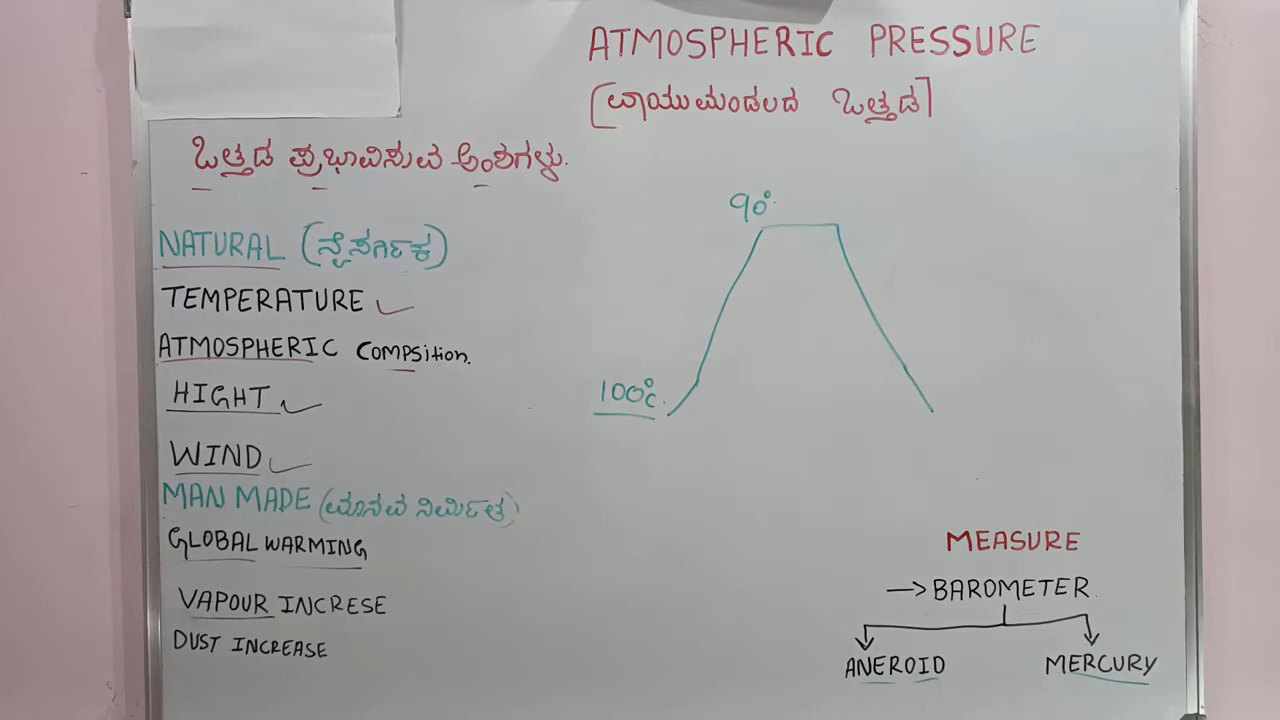 ATMOSPHERIC PRESSURE
(ವಾಯುಮಂಡಲದ ಒತ್ತಡ]
ಒತ್ತಡ ಪ್ರಭಾವಿಸುವ ಅಂಶಗಳು.
NATURAL (ನೈಸರ್ಗಿಕ)
TEMPERATURE
ATMOSPHERIC COMPSITION.
HIGHT
WIND
MAN MADE (ಮಾನವ ನಿರ್ಮಿತ)
GLOBAL WARMING
VAPOUR INCRESE
DUST INCREASE
90°
100°C.
MEASURE
→ BAROMETER.
ANEROID MERCURY